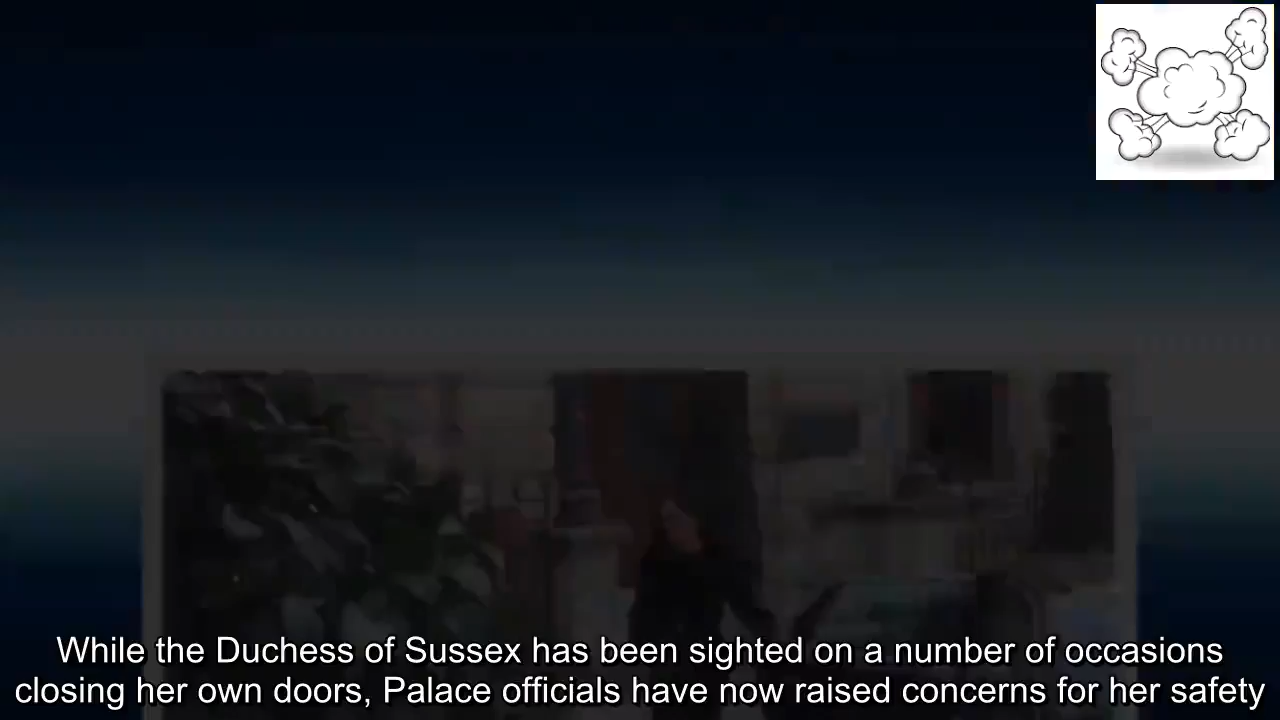 While the Duchess of Sussex has been sighted on a number of occasions
closing her own doors, Palace officials have now raised concerns for her safety